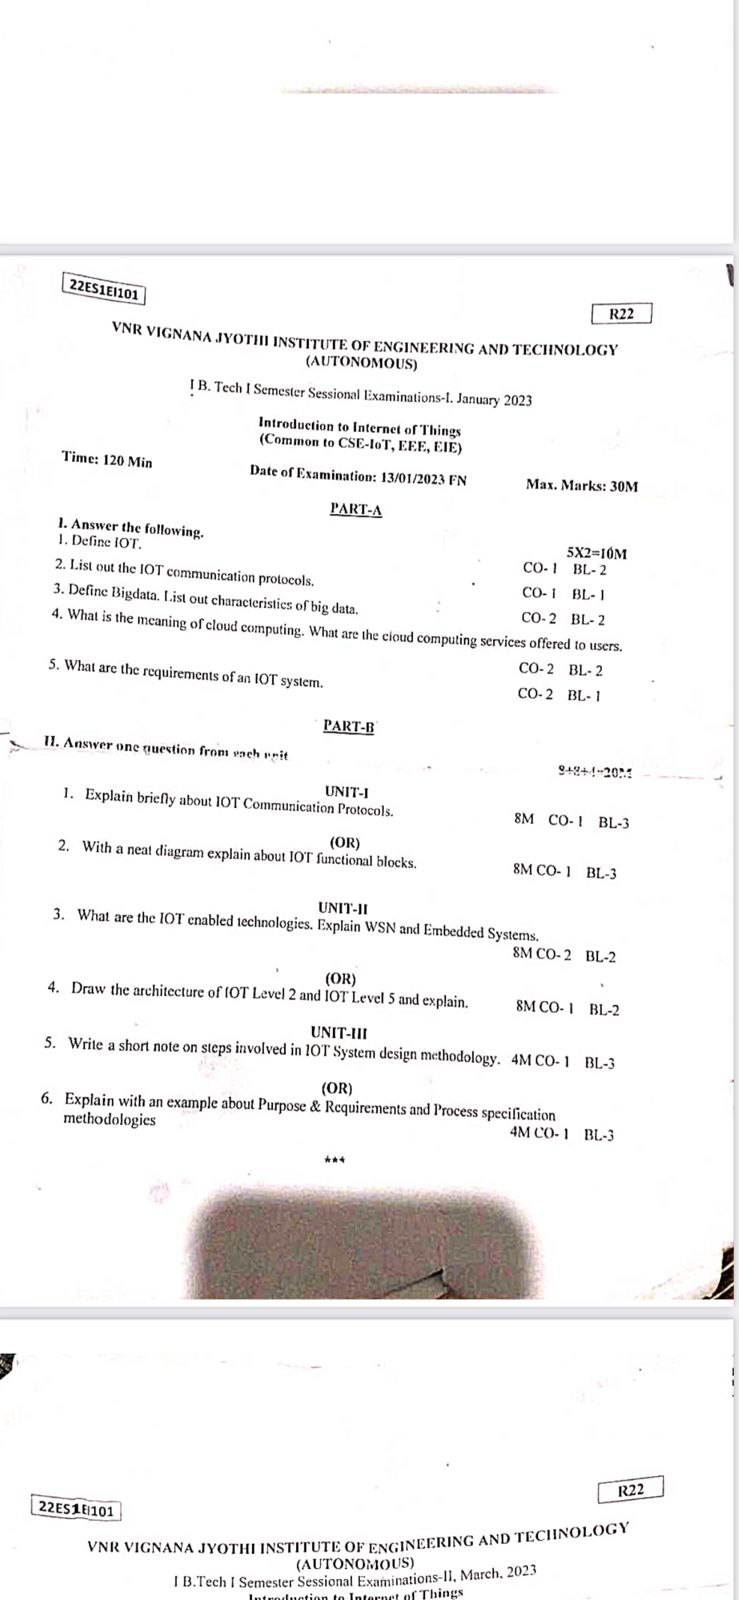 22ES1EI101
R22
VNR VIGNANA JYOTHI INSTITUTE OF ENGINEERING AND TECHNOLOGY
(AUTONOMOUS)
I B. Tech I Semester Sessional Examinations-I. January 2023
Introduction to Internet of Things
(Common to CSE-IoT, EEE, EIE)
Time: 120 Min
Date of Examination: 13/01/2023 FN
Max. Marks: 30M
PART-A
I. Answer the following.
5X2=10M
1. Define IOT. CO- 1 BL- 2
2. List out the IOT communication protocols. CO- 1 BL- 1
3. Define Bigdata. List out characteristics of big data. CO- 2 BL- 2
4. What is the meaning of cloud computing. What are the cloud computing services offered to users.
CO- 2 BL- 2
5. What are the requirements of an IOT system. CO- 2 BL- 1
PART-B
II. Answer one question from each unit
UNIT-I
1. Explain briefly about IOT Communication Protocols. 8M CO- 1 BL-3
(OR)
2. With a neat diagram explain about IOT functional blocks. 8M CO- 1 BL-3
UNIT-II
3. What are the IOT enabled technologies. Explain WSN and Embedded Systems.
8M CO- 2 BL-2
(OR)
4. Draw the architecture of IOT Level 2 and IOT Level 5 and explain. 8M CO- 1 BL-2
UNIT-III
5. Write a short note on steps involved in IOT System design methodology. 4M CO- 1 BL-3
(OR)
6. Explain with an example about Purpose & Requirements and Process specification
methodologies 4M CO- 1 BL-3
***
22ES1EI101
R22
VNR VIGNANA JYOTHI INSTITUTE OF ENGINEERING AND TECHNOLOGY
(AUTONOMOUS)
I B.Tech I Semester Sessional Examinations-II, March, 2023
Introduction to Internet of Things